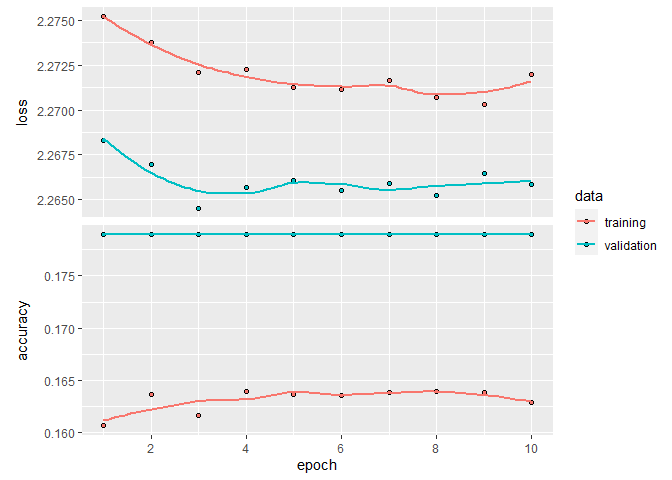 2.2750
2.2725
2.2700
2.2675
2.2650
loss
0.175
0.170
0.165
0.160
accuracy
2 4 6 8 10
epoch
data
training
validation